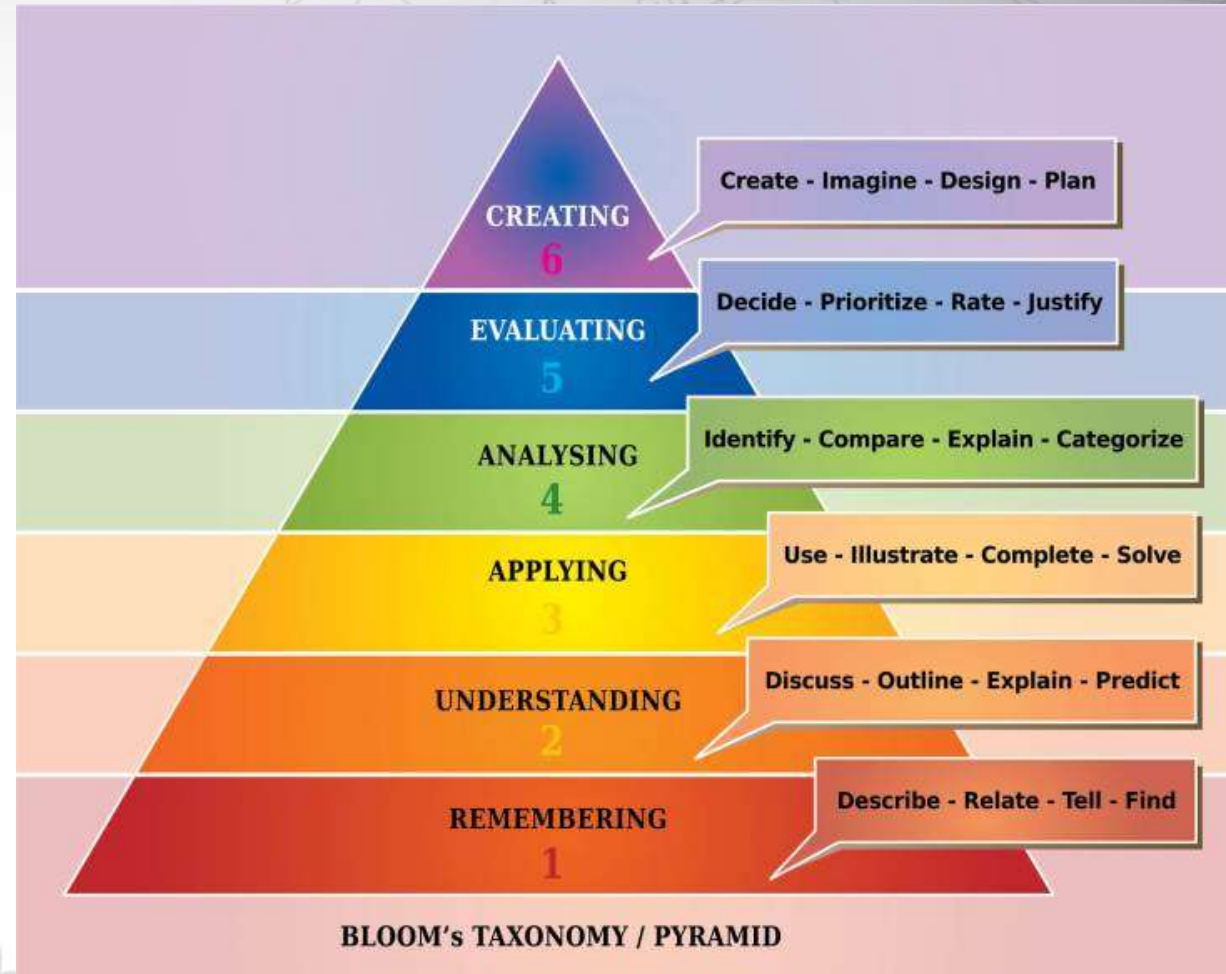 Create - Imagine - Design - Plan
CREATING
6
Decide - Prioritize - Rate - Justify
EVALUATING
5
Identify - Compare - Explain - Categorize
ANALYSING
4
Use - Illustrate - Complete - Solve
APPLYING
3
Discuss - Outline - Explain - Predict
UNDERSTANDING
2
Describe - Relate - Tell - Find
REMEMBERING
1
BLOOM's TAXONOMY / PYRAMID